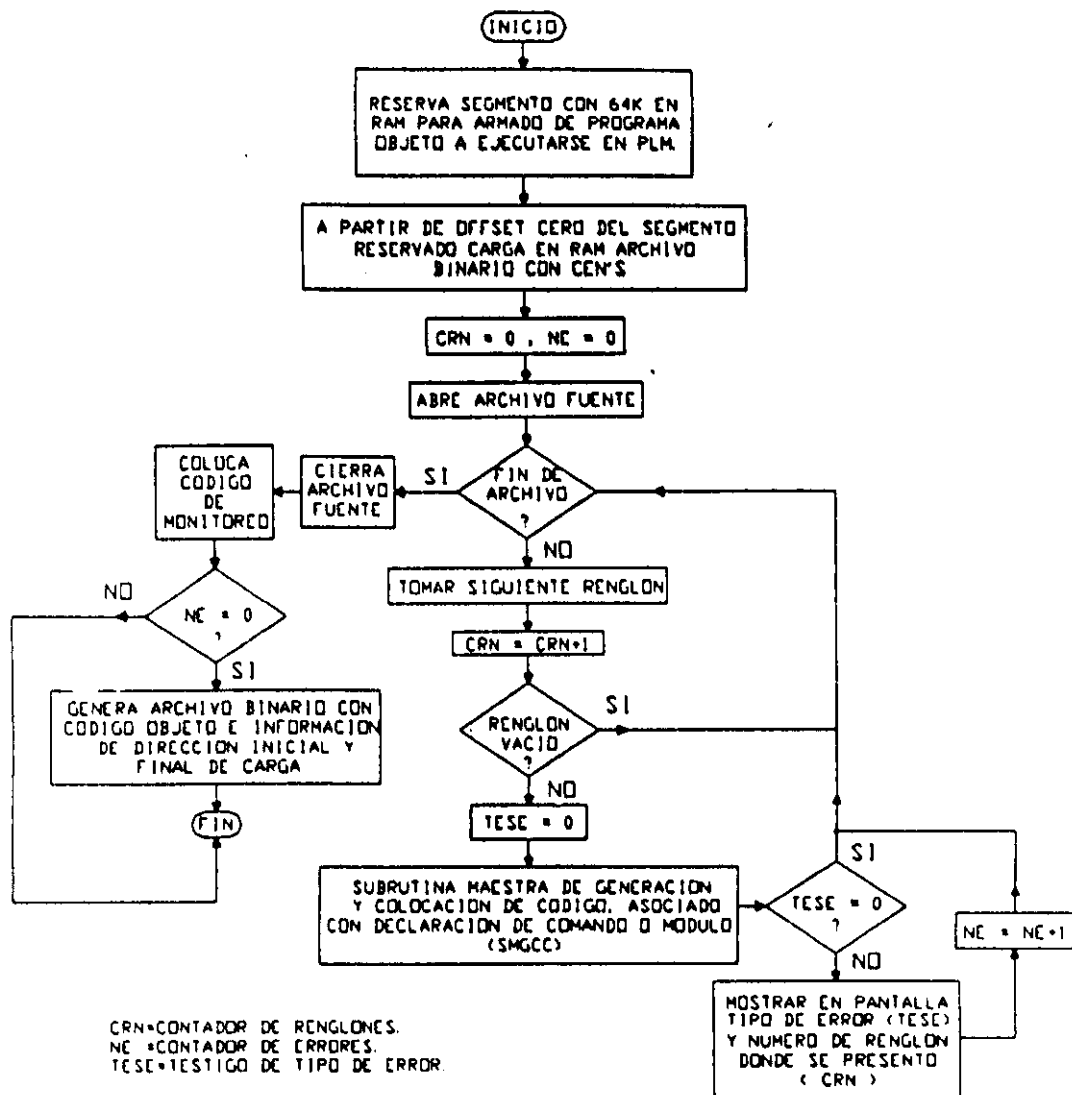 INICIO
RESERVA SEGMENTO CON 64K EN
RAM PARA ARMADO DE PROGRAMA
OBJETO A EJECUTARSE EN PLM.
A PARTIR DE OFFSET CERO DEL SEGMENTO
RESERVADO CARGA EN RAM ARCHIVO
BINARIO CON CEN'S
CRN = 0 , NE = 0
ABRE ARCHIVO FUENTE
FIN DE
ARCHIVO
?
SI
CIERRA
ARCHIVO
FUENTE
COLOCA
CODIGO
DE
MONITOREO
NO
NE = 0
?
NO
SI
GENERA ARCHIVO BINARIO CON
CODIGO OBJETO E INFORMACION
DE DIRECCION INICIAL Y
FINAL DE CARGA
FIN
TOMAR SIGUIENTE RENGLON
CRN = CRN+1
RENGLON
VACIO
?
SI
NO
TESE = 0
SUBRUTINA MAESTRA DE GENERACION
Y COLOCACION DE CODIGO, ASOCIADO
CON DECLARACION DE COMANDO O MODULO
(SMGCC)
TESE = 0
?
SI
NO
NE = NE+1
MOSTRAR EN PANTALLA
TIPO DE ERROR (TESE)
Y NUMERO DE RENGLON
DONDE SE PRESENTO
( CRN )
CRN=CONTADOR DE RENGLONES.
NE =CONTADOR DE ERRORES.
TESE=TESTIGO DE TIPO DE ERROR.